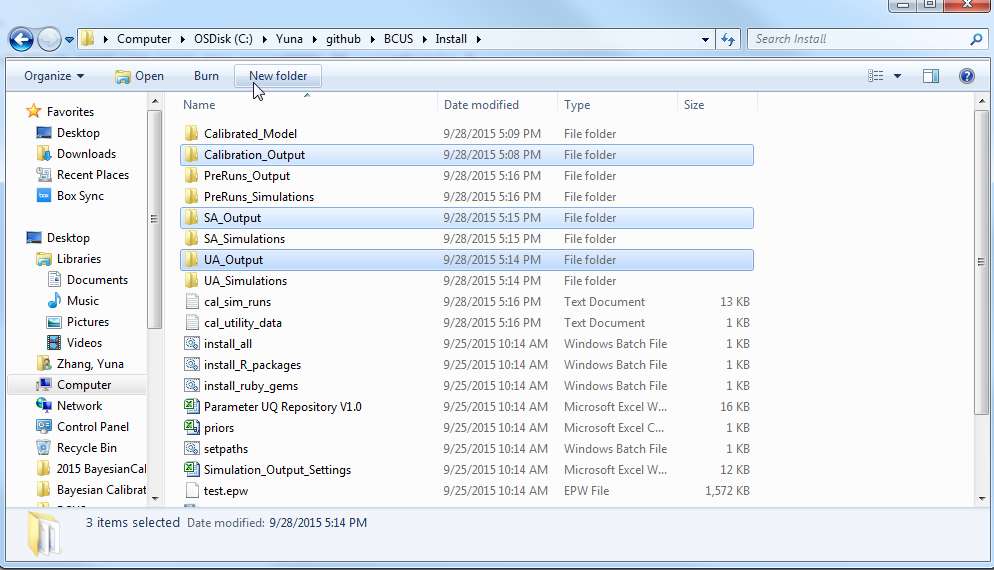 Computer OSDisk (C:) Yuna github BCUS Install
Search Install
Organize Open Burn New folder
Name Date modified Type Size
Favorites
Desktop
Downloads
Recent Places
Box Sync
Desktop
Libraries
Documents
Music
Pictures
Videos
Zhang, Yuna
Computer
Network
Control Panel
Recycle Bin
2015 BayesianCal
Bayesian Calibrat
Calibrated_Model 9/28/2015 5:09 PM File folder
Calibration_Output 9/28/2015 5:08 PM File folder
PreRuns_Output 9/28/2015 5:16 PM File folder
PreRuns_Simulations 9/28/2015 5:16 PM File folder
SA_Output 9/28/2015 5:15 PM File folder
SA_Simulations 9/28/2015 5:15 PM File folder
UA_Output 9/28/2015 5:14 PM File folder
UA_Simulations 9/28/2015 5:14 PM File folder
cal_sim_runs 9/28/2015 5:16 PM Text Document 13 KB
cal_utility_data 9/28/2015 5:16 PM Text Document 1 KB
install_all 9/25/2015 10:14 AM Windows Batch File 1 KB
install_R_packages 9/25/2015 10:14 AM Windows Batch File 1 KB
install_ruby_gems 9/25/2015 10:14 AM Windows Batch File 1 KB
Parameter UQ Repository V1.0 9/25/2015 10:14 AM Microsoft Excel W... 16 KB
priors 9/25/2015 10:14 AM Microsoft Excel C... 1 KB
setpaths 9/25/2015 10:14 AM Windows Batch File 1 KB
Simulation_Output_Settings 9/25/2015 10:14 AM Microsoft Excel W... 12 KB
test.epw 9/25/2015 10:14 AM EPW File 1,572 KB
3 items selected Date modified: 9/28/2015 5:14 PM